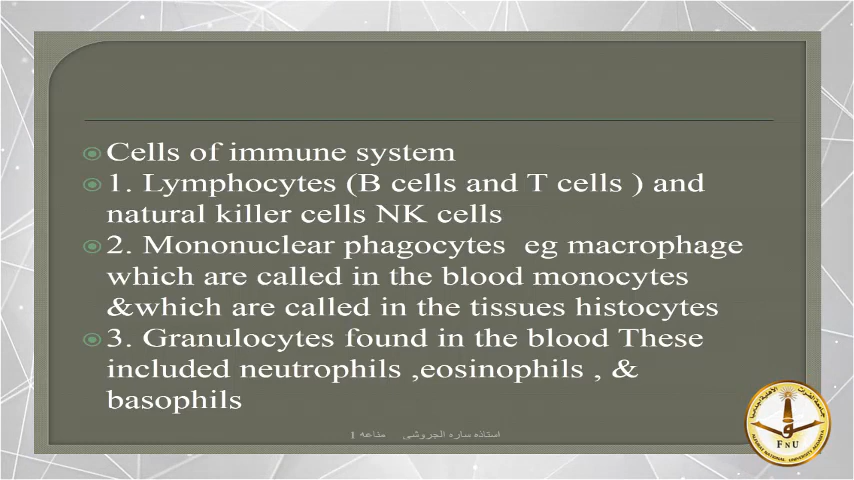 Cells of immune system
1. Lymphocytes (B cells and T cells ) and
natural killer cells NK cells
2. Mononuclear phagocytes eg macrophage
which are called in the blood monocytes
&which are called in the tissues histocytes
3. Granulocytes found in the blood These
included neutrophils ,eosinophils , &
basophils
استاذه ساره الجروشي مناعه 1
FNU